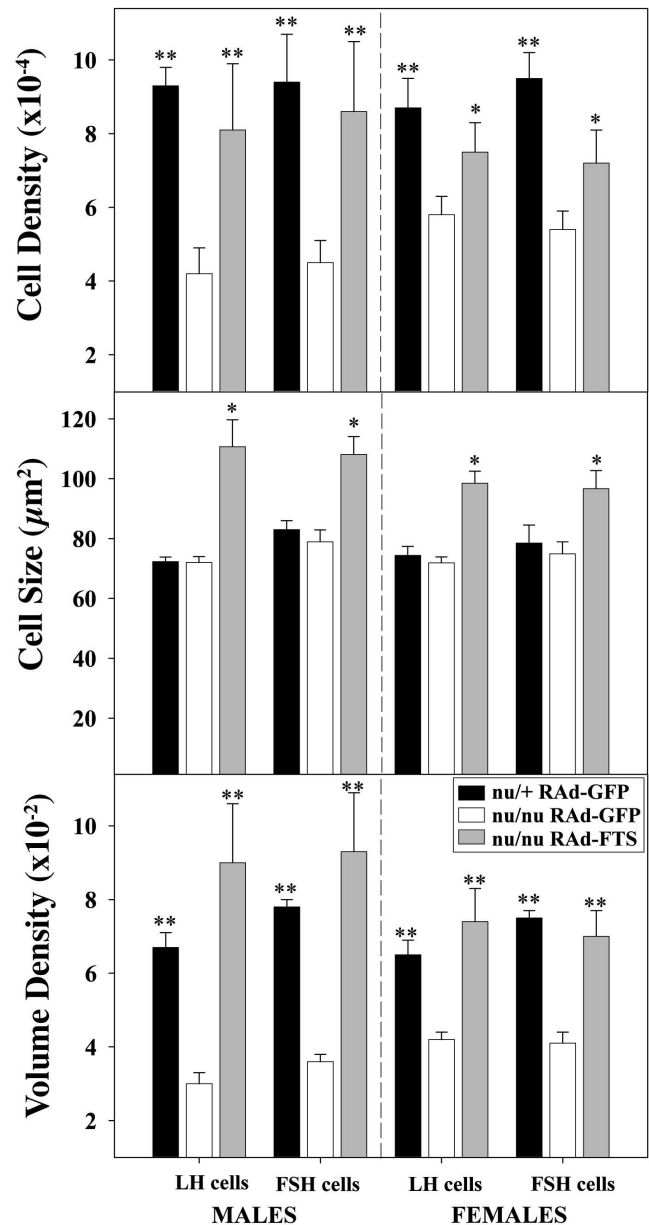 Cell Density (x10⁻⁴)
10
8
6
4
2
** ** ** ** ** * ** *
Cell Size (µm²)
120
100
80
60
40
20
* * * *
Volume Density (x10⁻²)
10
8
6
4
2
nu/+ RAd-GFP
nu/nu RAd-GFP
nu/nu RAd-FTS
** ** ** ** ** ** ** **
LH cells FSH cells LH cells FSH cells
MALES FEMALES